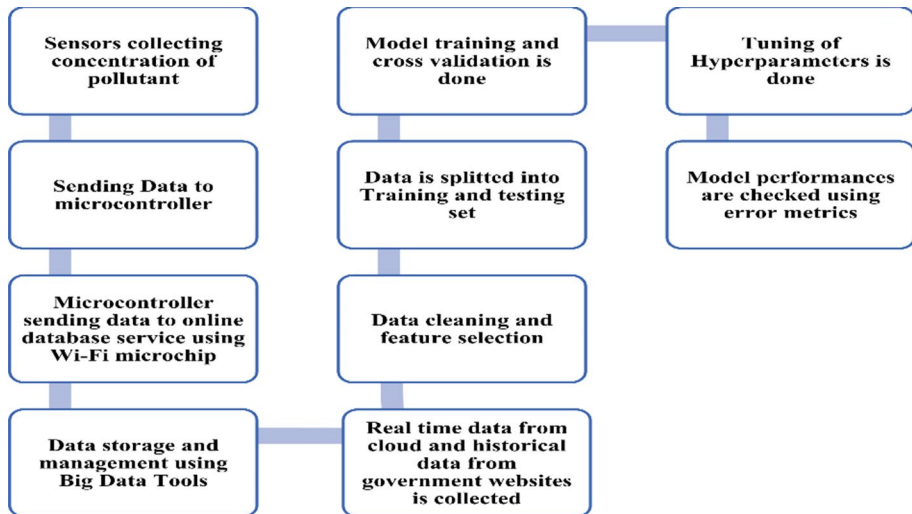 Sensors collecting
concentration of
pollutant
Sending Data to
microcontroller
Microcontroller
sending data to online
database service using
Wi-Fi microchip
Data storage and
management using
Big Data Tools
Real time data from
cloud and historical
data from
government websites
is collected
Data cleaning and
feature selection
Data is splitted into
Training and testing
set
Model training and
cross validation is
done
Tuning of
Hyperparameters is
done
Model performances
are checked using
error metrics